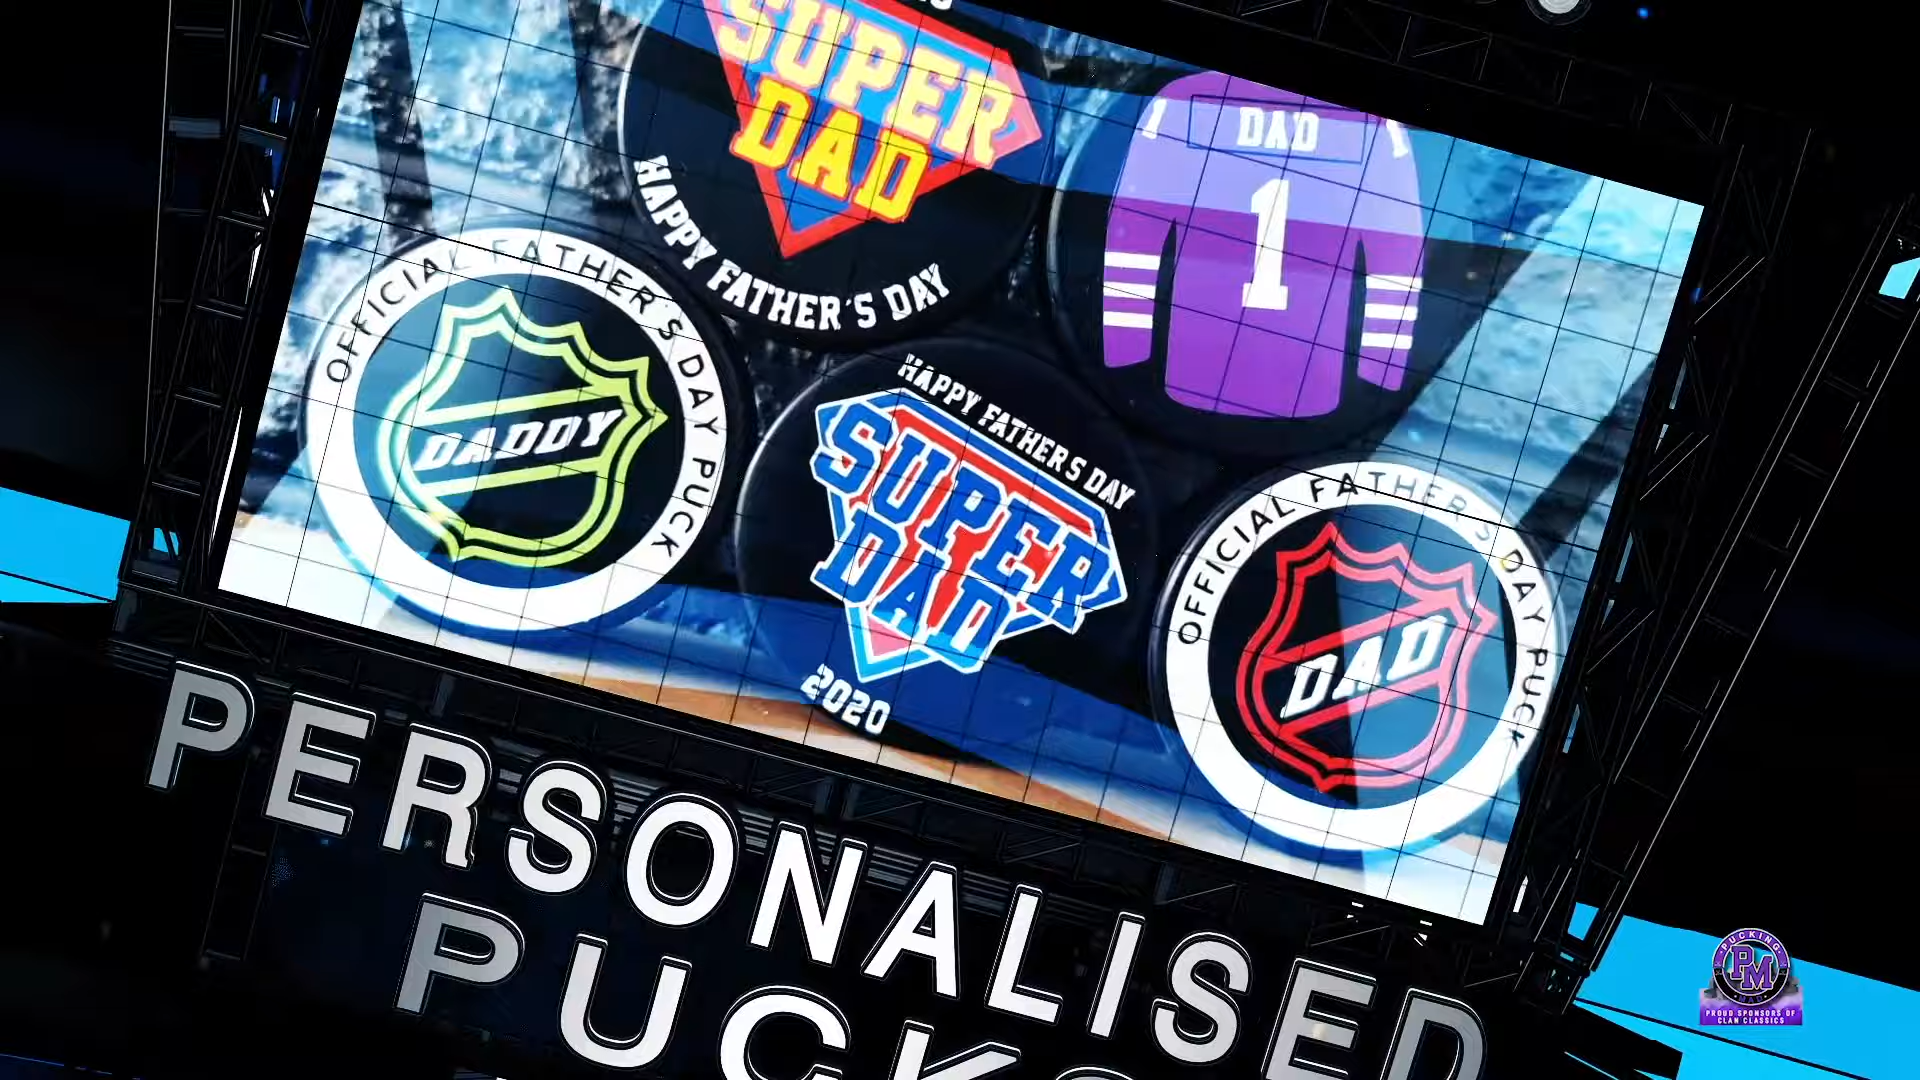 SUPER
DAD
HAPPY FATHER'S DAY
DAD
1
OFFICIAL FATHER'S DAY PUCK
DADDY
HAPPY FATHERS DAY
SUPER
DAD
2020
OFFICIAL FATHER'S DAY PUCK
DAD
PERSONALISED
PUCKS
PUCKING
PM
MAD
PROUD SPONSORS OF
CLAN CLASSICS